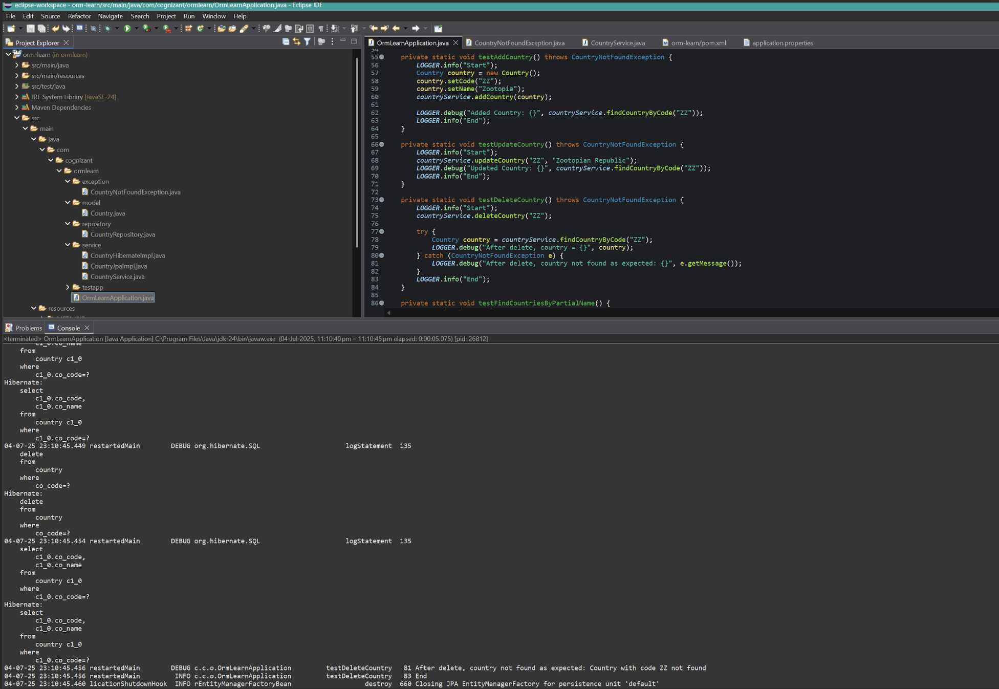 eclipse-workspace - orm-learn/src/main/java/com/cognizant/ormlearn/OrmLearnApplication.java - Eclipse IDE
File Edit Source Refactor Navigate Search Project Run Window Help
Project Explorer
orm-learn (in ormlearn)
src/main/java
src/main/resources
src/test/java
JRE System Library [JavaSE-24]
Maven Dependencies
src
main
java
com
cognizant
ormlearn
exception
CountryNotFoundException.java
model
Country.java
repository
CountryRepository.java
service
CountryHibernateImpl.java
CountryJpaImpl.java
CountryService.java
testapp
OrmLearnApplication.java
resources
OrmLearnApplication.java CountryNotFoundException.java CountryService.java orm-learn/pom.xml application.properties
54
55 private static void testAddCountry() throws CountryNotFoundException {
56 LOGGER.info("Start");
57 Country country = new Country();
58 country.setCode("ZZ");
59 country.setName("Zootopia");
60 countryService.addCountry(country);
61
62 LOGGER.debug("Added Country: {}", countryService.findCountryByCode("ZZ"));
63 LOGGER.info("End");
64 }
65
66 private static void testUpdateCountry() throws CountryNotFoundException {
67 LOGGER.info("Start");
68 countryService.updateCountry("ZZ", "Zootopian Republic");
69 LOGGER.debug("Updated Country: {}", countryService.findCountryByCode("ZZ"));
70 LOGGER.info("End");
71 }
72
73 private static void testDeleteCountry() throws CountryNotFoundException {
74 LOGGER.info("Start");
75 countryService.deleteCountry("ZZ");
76
77 try {
78 Country country = countryService.findCountryByCode("ZZ");
79 LOGGER.debug("After delete, country = {}", country);
80 } catch (CountryNotFoundException e) {
81 LOGGER.debug("After delete, country not found as expected: {}", e.getMessage());
82 }
83 LOGGER.info("End");
84 }
85
86 private static void testFindCountriesByPartialName() {
Problems Console
<terminated> OrmLearnApplication [Java Application] C:\Program Files\Java\jdk-24\bin\javaw.exe (04-Jul-2025, 11:10:40 pm – 11:10:45 pm elapsed: 0:00:05.075) [pid: 26812]
c1_0.co_name
from
country c1_0
where
c1_0.co_code=?
Hibernate:
select
c1_0.co_code,
c1_0.co_name
from
country c1_0
where
c1_0.co_code=?
04-07-25 23:10:45.449 restartedMain DEBUG org.hibernate.SQL logStatement 135
delete
from
country
where
co_code=?
Hibernate:
delete
from
country
where
co_code=?
04-07-25 23:10:45.454 restartedMain DEBUG org.hibernate.SQL logStatement 135
select
c1_0.co_code,
c1_0.co_name
from
country c1_0
where
c1_0.co_code=?
Hibernate:
select
c1_0.co_code,
c1_0.co_name
from
country c1_0
where
c1_0.co_code=?
04-07-25 23:10:45.456 restartedMain DEBUG c.c.o.OrmLearnApplication testDeleteCountry 81 After delete, country not found as expected: Country with code ZZ not found
04-07-25 23:10:45.456 restartedMain INFO c.c.o.OrmLearnApplication testDeleteCountry 83 End
04-07-25 23:10:45.460 licationShutdownHook INFO rEntityManagerFactoryBean destroy 660 Closing JPA EntityManagerFactory for persistence unit 'default'